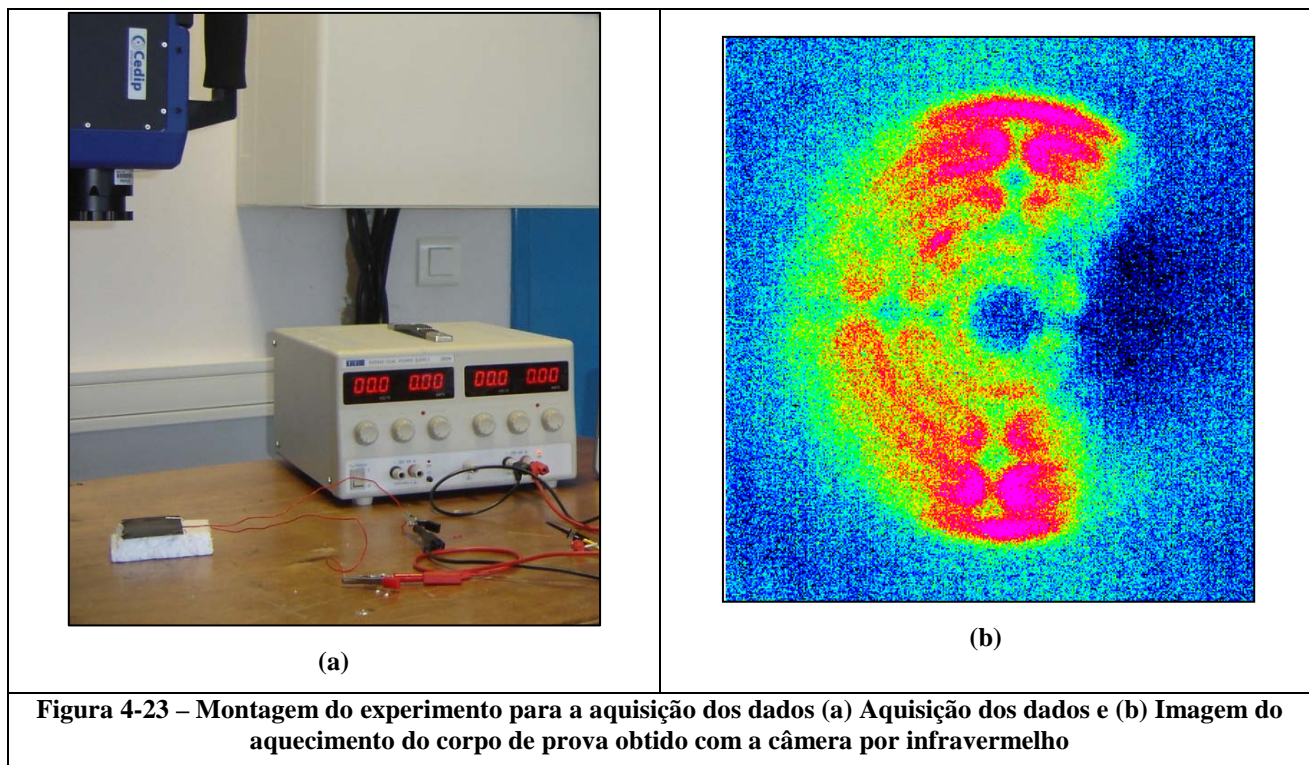 Cedip
00.0 0.00 00.0 0.00
(a)
(b)
Figura 4-23 – Montagem do experimento para a aquisição dos dados (a) Aquisição dos dados e (b) Imagem do
aquecimento do corpo de prova obtido com a câmera por infravermelho